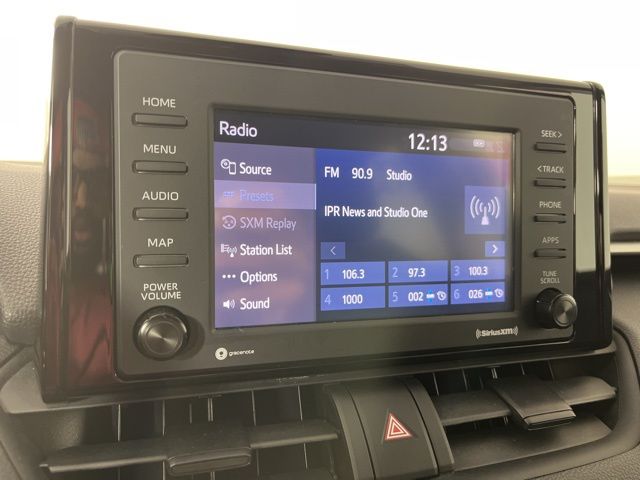 HOME
MENU
AUDIO
MAP
POWER
VOLUME
Radio
12:13
Source
Presets
SXM Replay
Station List
Options
Sound
FM 90.9 Studio
IPR News and Studio One
1 106.3
2 97.3
3 100.3
4 1000
5 002
6 026
SEEK >
< TRACK
PHONE
APPS
TUNE
SCROLL
gracenote
SiriusXM